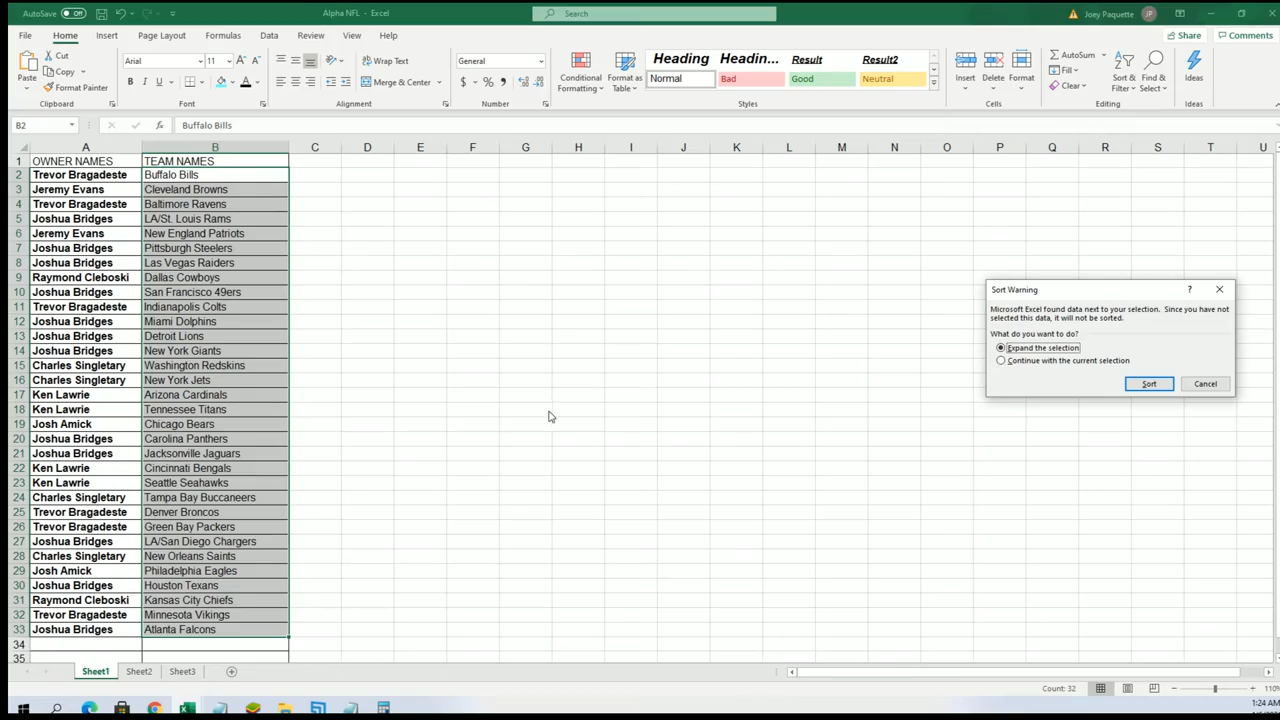 AutoSave Off
Alpha NFL - Excel
Search
Joey Paquette JP
File Home Insert Page Layout Formulas Data Review View Help
Share Comments
Paste
Cut
Copy
Format Painter
Clipboard
Arial 11
B I U
Font
Wrap Text
Merge & Center
Alignment
General
$ % ,
Number
Conditional Formatting
Format as Table
Heading Headin... Result Result2
Normal Bad Good Neutral
Styles
Insert Delete Format
Cells
AutoSum
Fill
Clear
Sort & Filter
Find & Select
Editing
Ideas
Ideas
B2 fx Buffalo Bills
A B C D E F G H I J K L M N O P Q R S T U
1 OWNER NAMES TEAM NAMES
2 Trevor Bragadeste Buffalo Bills
3 Jeremy Evans Cleveland Browns
4 Trevor Bragadeste Baltimore Ravens
5 Joshua Bridges LA/St. Louis Rams
6 Jeremy Evans New England Patriots
7 Joshua Bridges Pittsburgh Steelers
8 Joshua Bridges Las Vegas Raiders
9 Raymond Cleboski Dallas Cowboys
10 Joshua Bridges San Francisco 49ers
11 Trevor Bragadeste Indianapolis Colts
12 Joshua Bridges Miami Dolphins
13 Joshua Bridges Detroit Lions
14 Joshua Bridges New York Giants
15 Charles Singletary Washington Redskins
16 Charles Singletary New York Jets
17 Ken Lawrie Arizona Cardinals
18 Ken Lawrie Tennessee Titans
19 Josh Amick Chicago Bears
20 Joshua Bridges Carolina Panthers
21 Joshua Bridges Jacksonville Jaguars
22 Ken Lawrie Cincinnati Bengals
23 Ken Lawrie Seattle Seahawks
24 Charles Singletary Tampa Bay Buccaneers
25 Trevor Bragadeste Denver Broncos
26 Trevor Bragadeste Green Bay Packers
27 Joshua Bridges LA/San Diego Chargers
28 Charles Singletary New Orleans Saints
29 Josh Amick Philadelphia Eagles
30 Joshua Bridges Houston Texans
31 Raymond Cleboski Kansas City Chiefs
32 Trevor Bragadeste Minnesota Vikings
33 Joshua Bridges Atlanta Falcons
34
35
Sort Warning ?
Microsoft Excel found data next to your selection. Since you have not
selected this data, it will not be sorted.
What do you want to do?
Expand the selection
Continue with the current selection
Sort Cancel
Sheet1 Sheet2 Sheet3
Count: 32 110%
1:24 AM